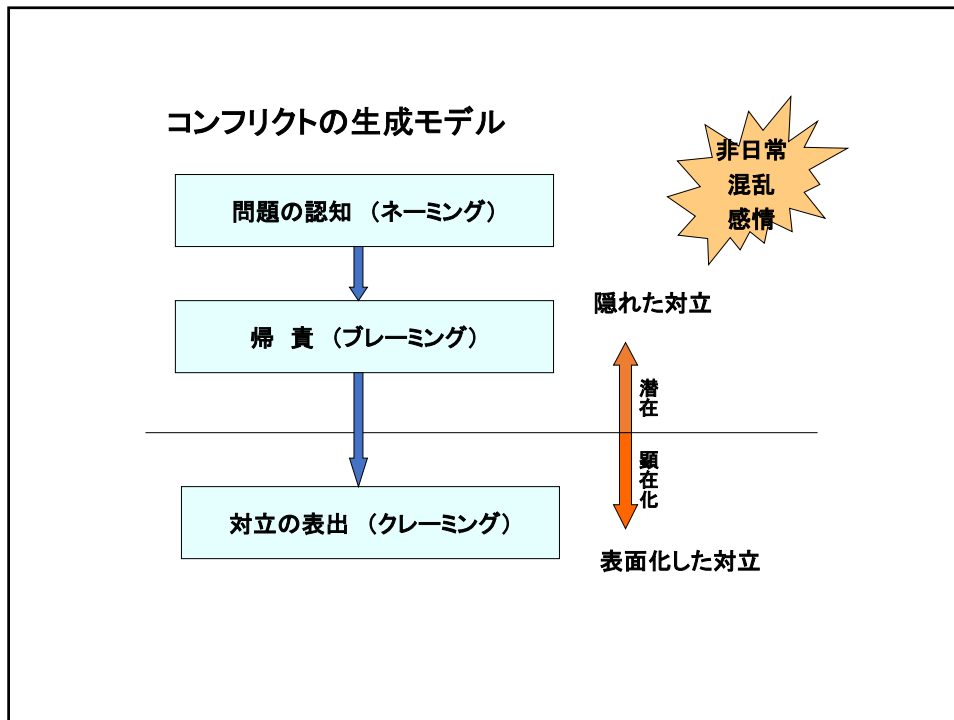 コンフリクトの生成モデル
非日常
混乱
感情
問題の認知 (ネーミング)
隠れた対立
帰 責 (ブレーミング)
潜在
顕在化
対立の表出 (クレーミング)
表面化した対立